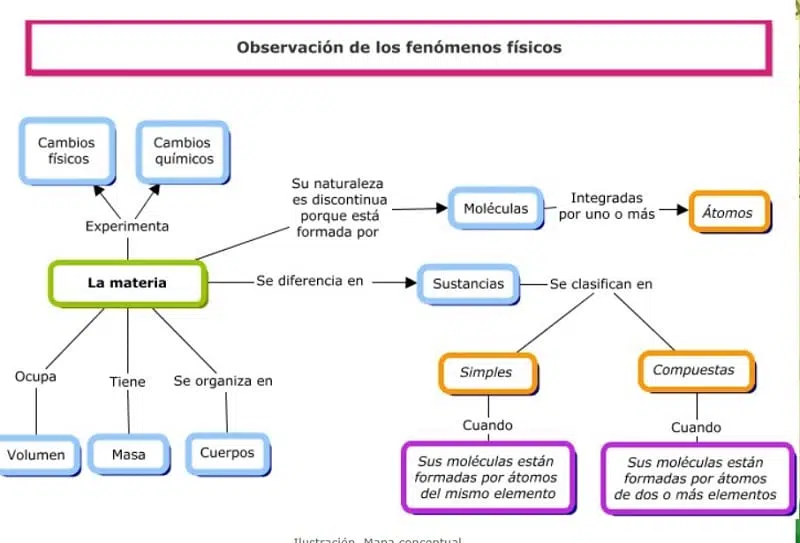 Observación de los fenómenos físicos
Cambios
físicos
Cambios
químicos
Experimenta
Su naturaleza
es discontinua
porque está
formada por
Moléculas
Integradas
por uno o más
Átomos
La materia
Se diferencia en
Sustancias
Se clasifican en
Ocupa
Tiene
Se organiza en
Volumen
Masa
Cuerpos
Simples
Compuestas
Cuando
Cuando
Sus moléculas están
formadas por átomos
del mismo elemento
Sus moléculas están
formadas por átomos
de dos o más elementos
Ilustración. Mapa conceptual